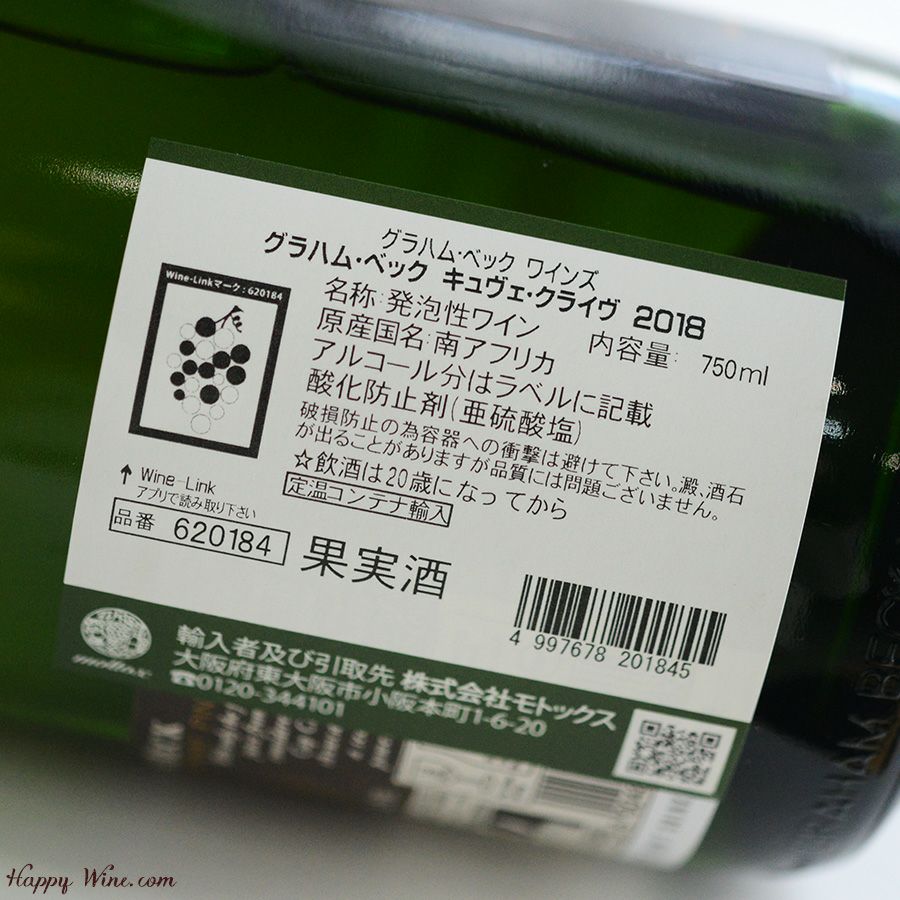 グラハム・ベック ワインズ
グラハム・ベック キュヴェ・クライヴ 2018
Wine-Linkマーク:620184
名称:発泡性ワイン 内容量: 750ml
原産国名:南アフリカ
アルコール分はラベルに記載
酸化防止剤(亜硫酸塩)
破損防止の為容器への衝撃は避けて下さい。澱、酒石
が出ることがありますが品質には問題ございません。
☆飲酒は20歳になってから
定温コンテナ輸入
↑ Wine-Link
アプリで読み取り下さい
品番 620184
果実酒
4 997678 201845
輸入者及び引取先 株式会社モトックス
大阪府東大阪市小阪本町1-6-20
☎0120-344101
mottox
GRAHAM BECK
Happy Wine.com